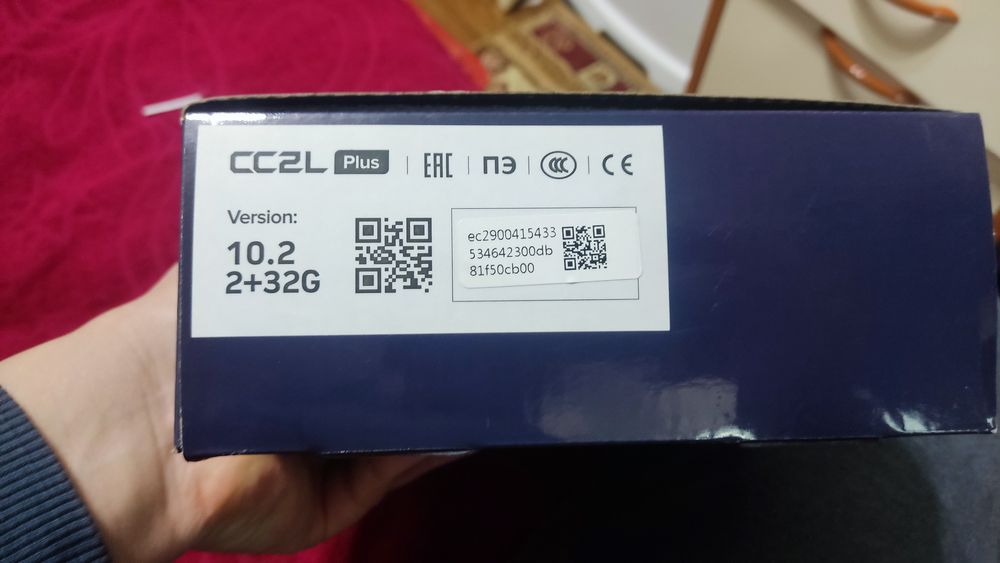 CC2L Plus EAC ПЭ CCC CE
Version:
10.2
2+32G
ec2900415433
534642300db
81f50cb00